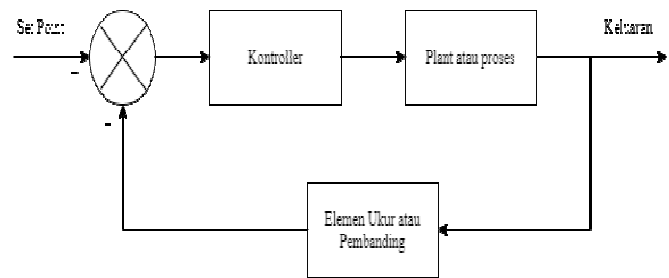 Set Point
Kontroller
Plant atau proses
Keluaran
Elemen Ukur atau
Pembanding